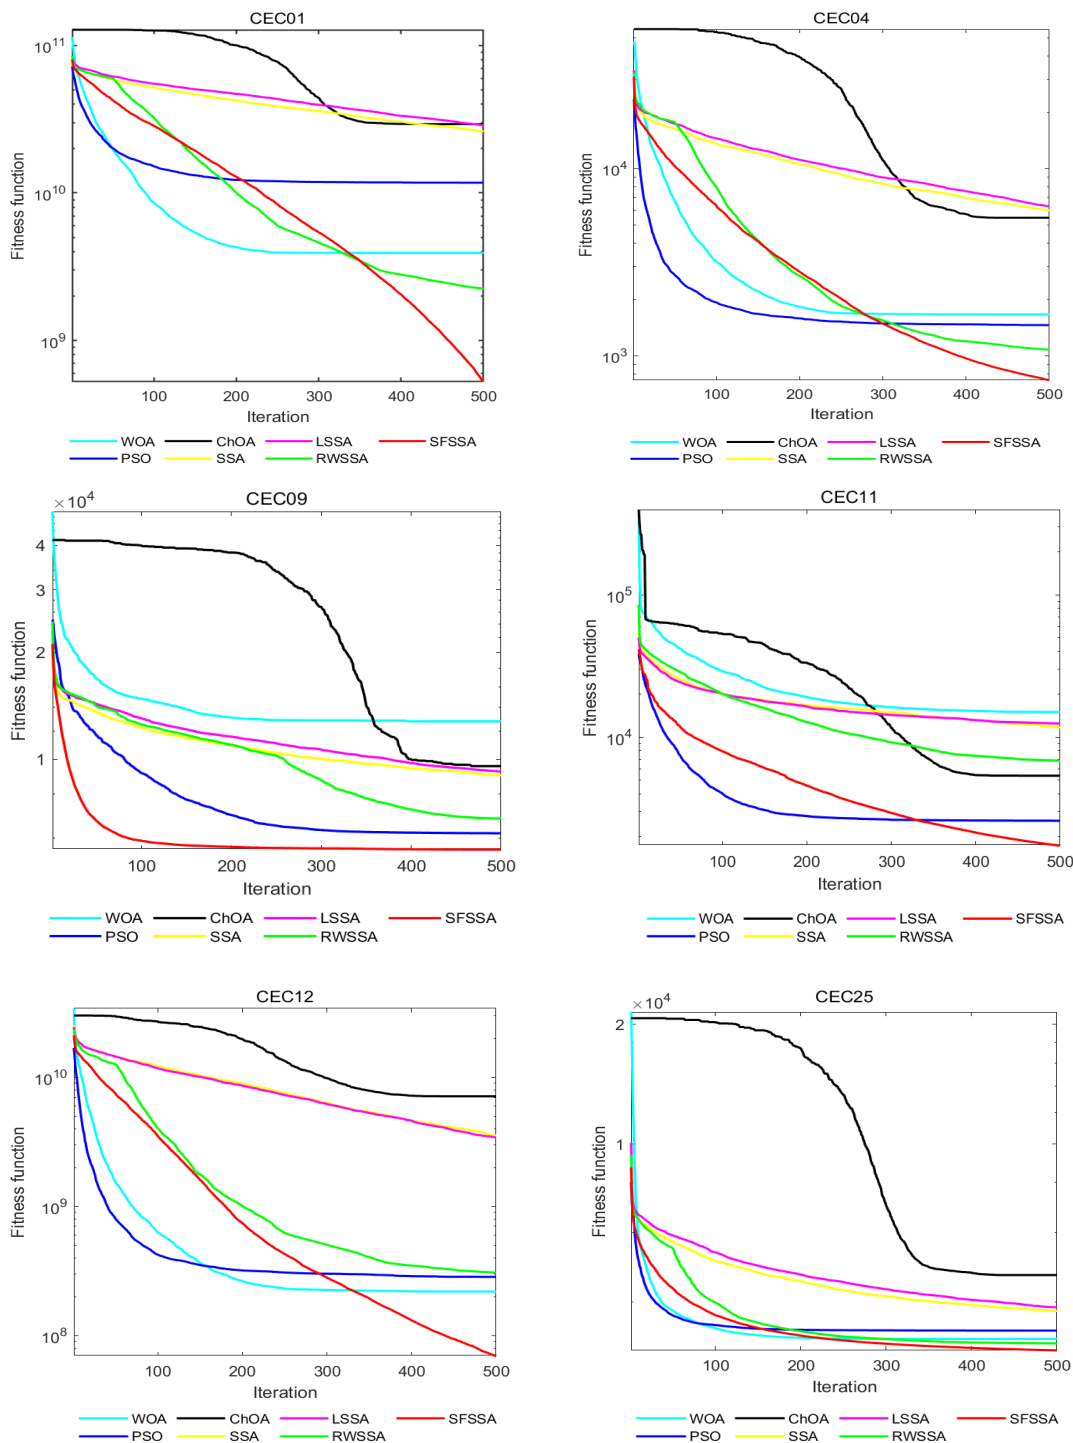 CEC01
Fitness function
10^11
10^10
10^9
100 200 300 400 500
Iteration
WOA ChOA LSSA SFSSA
PSO SSA RWSSA
CEC04
Fitness function
10^4
10^3
100 200 300 400 500
Iteration
WOA ChOA LSSA SFSSA
PSO SSA RWSSA
CEC09
×10^4
Fitness function
4
3
2
1
100 200 300 400 500
Iteration
WOA ChOA LSSA SFSSA
PSO SSA RWSSA
CEC11
Fitness function
10^5
10^4
100 200 300 400 500
Iteration
WOA ChOA LSSA SFSSA
PSO SSA RWSSA
CEC12
Fitness function
10^10
10^9
10^8
100 200 300 400 500
Iteration
WOA ChOA LSSA SFSSA
PSO SSA RWSSA
CEC25
×10^4
Fitness function
2
1
100 200 300 400 500
Iteration
WOA ChOA LSSA SFSSA
PSO SSA RWSSA